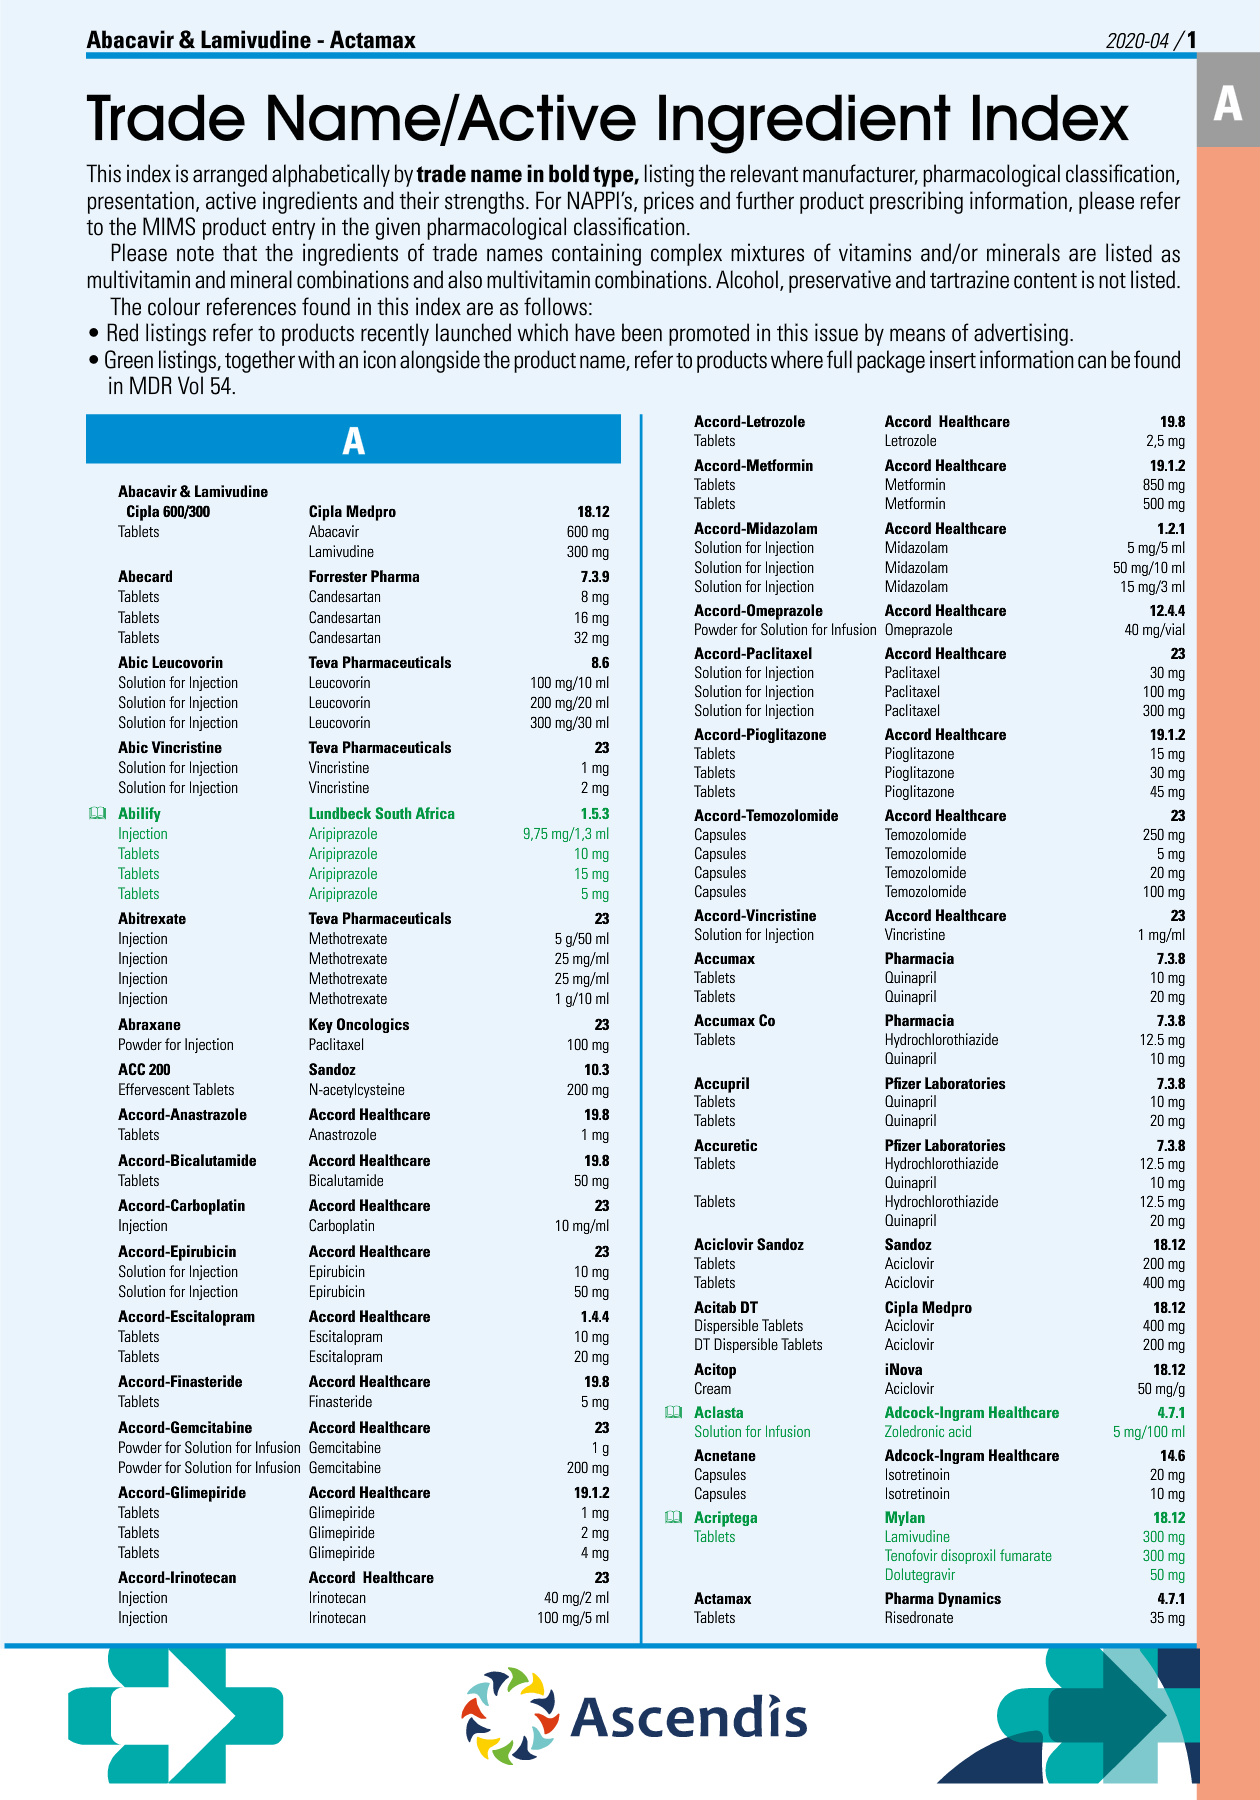 Abacavir & Lamivudine - Actamax
2020-04 / 1
A
Trade Name/Active Ingredient Index
This index is arranged alphabetically by trade name in bold type, listing the relevant manufacturer, pharmacological classification,
presentation, active ingredients and their strengths. For NAPPI's, prices and further product prescribing information, please refer
to the MIMS product entry in the given pharmacological classification.
Please note that the ingredients of trade names containing complex mixtures of vitamins and/or minerals are listed as
multivitamin and mineral combinations and also multivitamin combinations. Alcohol, preservative and tartrazine content is not listed.
The colour references found in this index are as follows:
• Red listings refer to products recently launched which have been promoted in this issue by means of advertising.
• Green listings, together with an icon alongside the product name, refer to products where full package insert information can be found
in MDR Vol 54.
A
Abacavir & Lamivudine
Cipla 600/300 Cipla Medpro 18.12
Tablets Abacavir 600 mg
Lamivudine 300 mg
Abecard Forrester Pharma 7.3.9
Tablets Candesartan 8 mg
Tablets Candesartan 16 mg
Tablets Candesartan 32 mg
Abic Leucovorin Teva Pharmaceuticals 8.6
Solution for Injection Leucovorin 100 mg/10 ml
Solution for Injection Leucovorin 200 mg/20 ml
Solution for Injection Leucovorin 300 mg/30 ml
Abic Vincristine Teva Pharmaceuticals 23
Solution for Injection Vincristine 1 mg
Solution for Injection Vincristine 2 mg
Abilify Lundbeck South Africa 1.5.3
Injection Aripiprazole 9,75 mg/1,3 ml
Tablets Aripiprazole 10 mg
Tablets Aripiprazole 15 mg
Tablets Aripiprazole 5 mg
Abitrexate Teva Pharmaceuticals 23
Injection Methotrexate 5 g/50 ml
Injection Methotrexate 25 mg/ml
Injection Methotrexate 25 mg/ml
Injection Methotrexate 1 g/10 ml
Abraxane Key Oncologics 23
Powder for Injection Paclitaxel 100 mg
ACC 200 Sandoz 10.3
Effervescent Tablets N-acetylcysteine 200 mg
Accord-Anastrazole Accord Healthcare 19.8
Tablets Anastrozole 1 mg
Accord-Bicalutamide Accord Healthcare 19.8
Tablets Bicalutamide 50 mg
Accord-Carboplatin Accord Healthcare 23
Injection Carboplatin 10 mg/ml
Accord-Epirubicin Accord Healthcare 23
Solution for Injection Epirubicin 10 mg
Solution for Injection Epirubicin 50 mg
Accord-Escitalopram Accord Healthcare 1.4.4
Tablets Escitalopram 10 mg
Tablets Escitalopram 20 mg
Accord-Finasteride Accord Healthcare 19.8
Tablets Finasteride 5 mg
Accord-Gemcitabine Accord Healthcare 23
Powder for Solution for Infusion Gemcitabine 1 g
Powder for Solution for Infusion Gemcitabine 200 mg
Accord-Glimepiride Accord Healthcare 19.1.2
Tablets Glimepiride 1 mg
Tablets Glimepiride 2 mg
Tablets Glimepiride 4 mg
Accord-Irinotecan Accord Healthcare 23
Injection Irinotecan 40 mg/2 ml
Injection Irinotecan 100 mg/5 ml
Accord-Letrozole Accord Healthcare 19.8
Tablets Letrozole 2,5 mg
Accord-Metformin Accord Healthcare 19.1.2
Tablets Metformin 850 mg
Tablets Metformin 500 mg
Accord-Midazolam Accord Healthcare 1.2.1
Solution for Injection Midazolam 5 mg/5 ml
Solution for Injection Midazolam 50 mg/10 ml
Solution for Injection Midazolam 15 mg/3 ml
Accord-Omeprazole Accord Healthcare 12.4.4
Powder for Solution for Infusion Omeprazole 40 mg/vial
Accord-Paclitaxel Accord Healthcare 23
Solution for Injection Paclitaxel 30 mg
Solution for Injection Paclitaxel 100 mg
Solution for Injection Paclitaxel 300 mg
Accord-Pioglitazone Accord Healthcare 19.1.2
Tablets Pioglitazone 15 mg
Tablets Pioglitazone 30 mg
Tablets Pioglitazone 45 mg
Accord-Temozolomide Accord Healthcare 23
Capsules Temozolomide 250 mg
Capsules Temozolomide 5 mg
Capsules Temozolomide 20 mg
Capsules Temozolomide 100 mg
Accord-Vincristine Accord Healthcare 23
Solution for Injection Vincristine 1 mg/ml
Accumax Pharmacia 7.3.8
Tablets Quinapril 10 mg
Tablets Quinapril 20 mg
Accumax Co Pharmacia 7.3.8
Tablets Hydrochlorothiazide 12.5 mg
Quinapril 10 mg
Accupril Pfizer Laboratories 7.3.8
Tablets Quinapril 10 mg
Tablets Quinapril 20 mg
Accuretic Pfizer Laboratories 7.3.8
Tablets Hydrochlorothiazide 12.5 mg
Quinapril 10 mg
Tablets Hydrochlorothiazide 12.5 mg
Quinapril 20 mg
Aciclovir Sandoz Sandoz 18.12
Tablets Aciclovir 200 mg
Tablets Aciclovir 400 mg
Acitab DT Cipla Medpro 18.12
Dispersible Tablets Aciclovir 400 mg
DT Dispersible Tablets Aciclovir 200 mg
Acitop iNova 18.12
Cream Aciclovir 50 mg/g
Aclasta Adcock-Ingram Healthcare 4.7.1
Solution for Infusion Zoledronic acid 5 mg/100 ml
Acnetane Adcock-Ingram Healthcare 14.6
Capsules Isotretinoin 20 mg
Capsules Isotretinoin 10 mg
Acriptega Mylan 18.12
Tablets Lamivudine 300 mg
Tenofovir disoproxil fumarate 300 mg
Dolutegravir 50 mg
Actamax Pharma Dynamics 4.7.1
Tablets Risedronate 35 mg
Ascendis